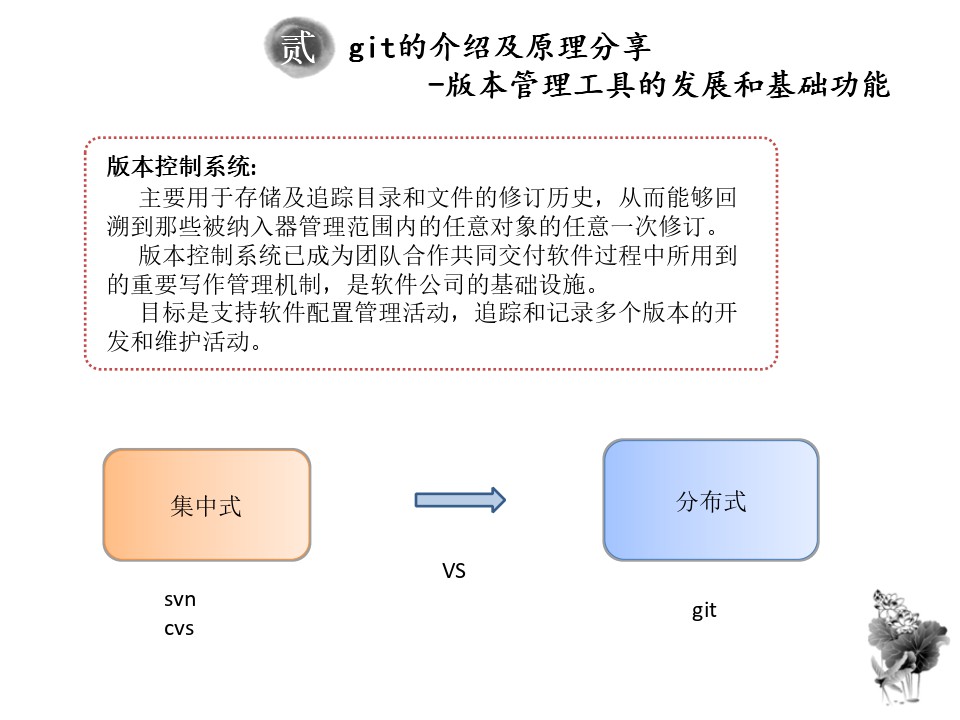 贰
git的介绍及原理分享
-版本管理工具的发展和基础功能
版本控制系统:
主要用于存储及追踪目录和文件的修订历史，从而能够回
溯到那些被纳入器管理范围内的任意对象的任意一次修订。
版本控制系统已成为团队合作共同交付软件过程中所用到
的重要写作管理机制，是软件公司的基础设施。
目标是支持软件配置管理活动，追踪和记录多个版本的开
发和维护活动。
集中式
分布式
VS
svn
cvs
git